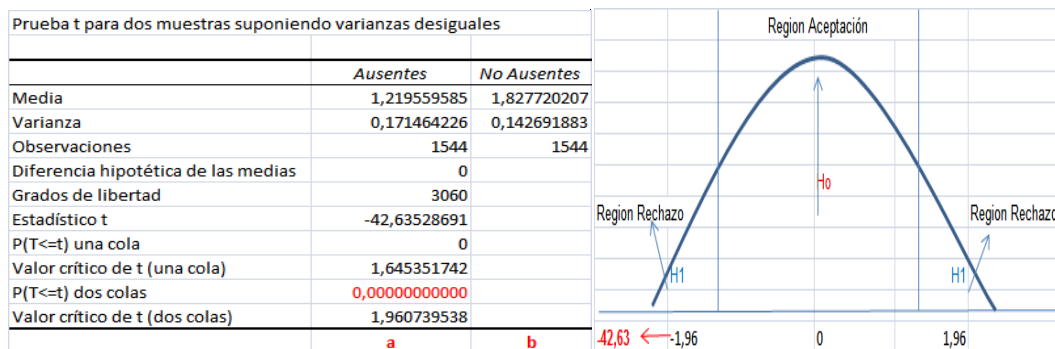 Prueba t para dos muestras suponiendo varianzas desiguales
Ausentes No Ausentes
Media 1,219559585 1,827720207
Varianza 0,171464226 0,142691883
Observaciones 1544 1544
Diferencia hipotética de las medias 0
Grados de libertad 3060
Estadístico t -42,63528691
P(T<=t) una cola 0
Valor crítico de t (una cola) 1,645351742
P(T<=t) dos colas 0,00000000000
Valor crítico de t (dos colas) 1,960739538
a b
Region Aceptación
H0
Region Rechazo Region Rechazo
H1 H1
-42,63 -1,96 0 1,96